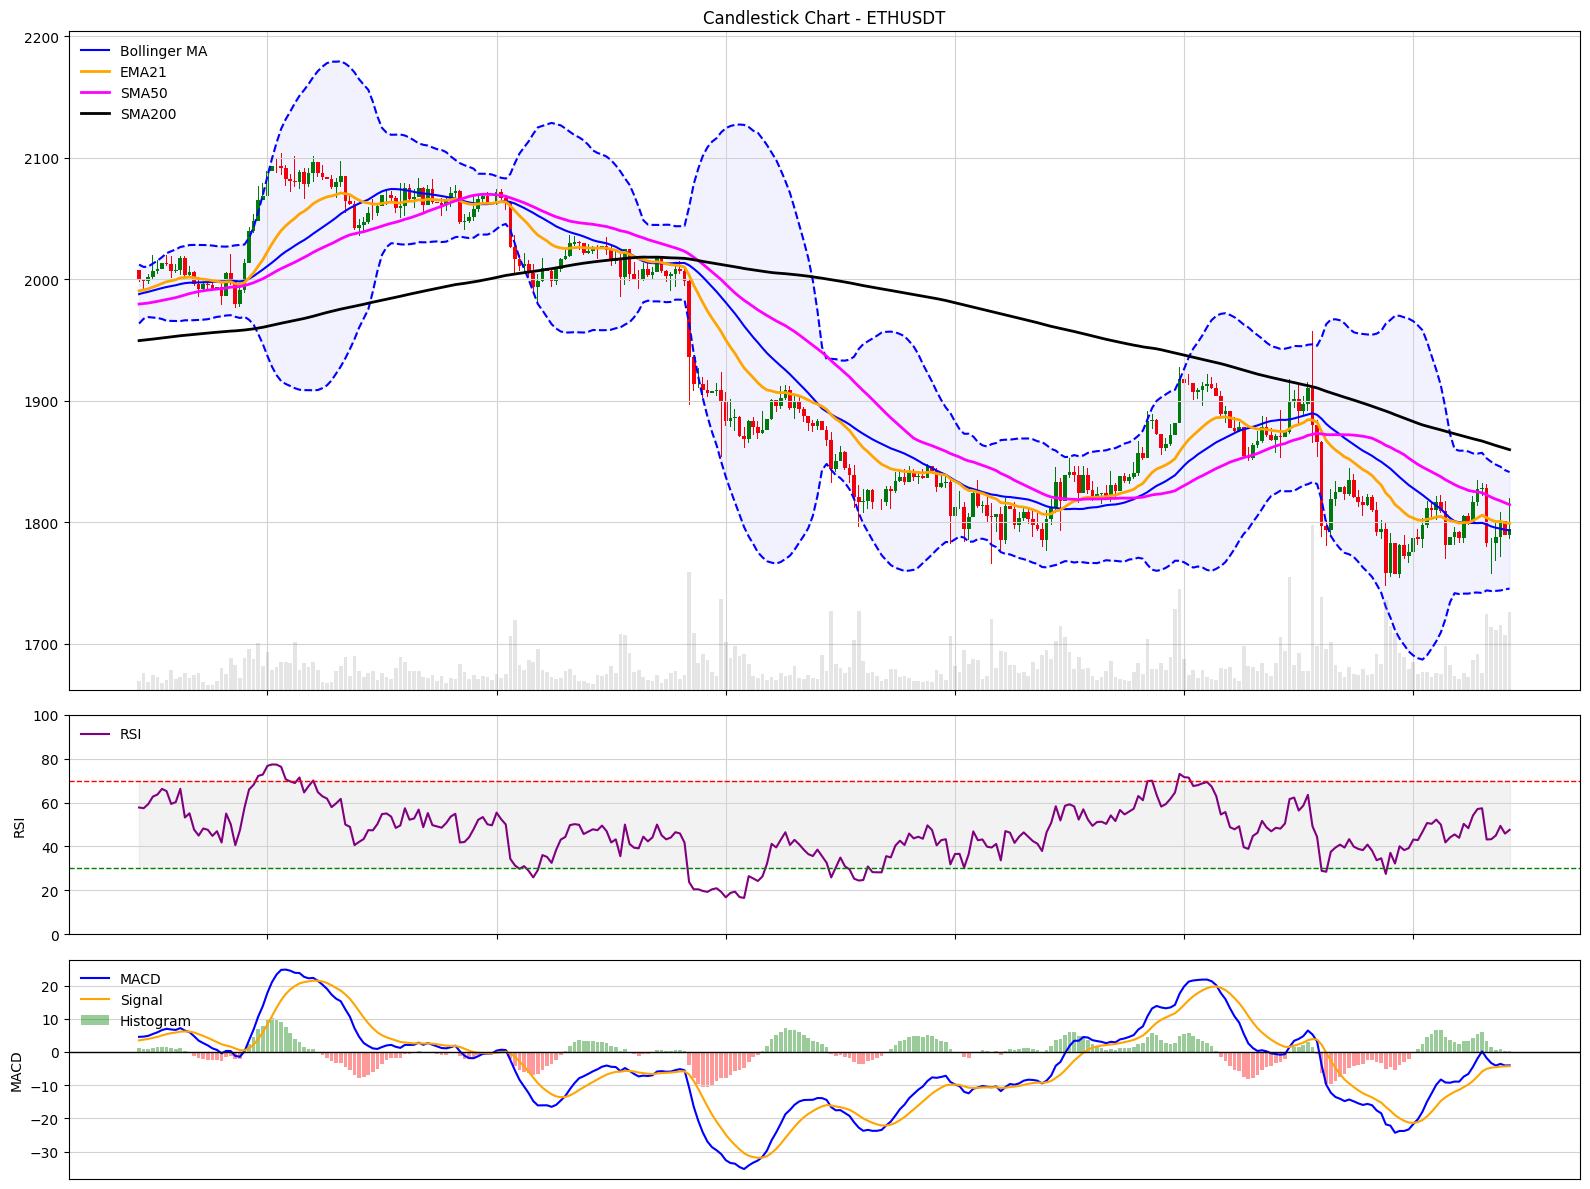 Candlestick Chart - ETHUSDT
2200
2100
2000
1900
1800
1700
Bollinger MA
EMA21
SMA50
SMA200
100
80
60
40
20
0
RSI
RSI
20
10
0
−10
−20
−30
MACD
MACD
Signal
Histogram